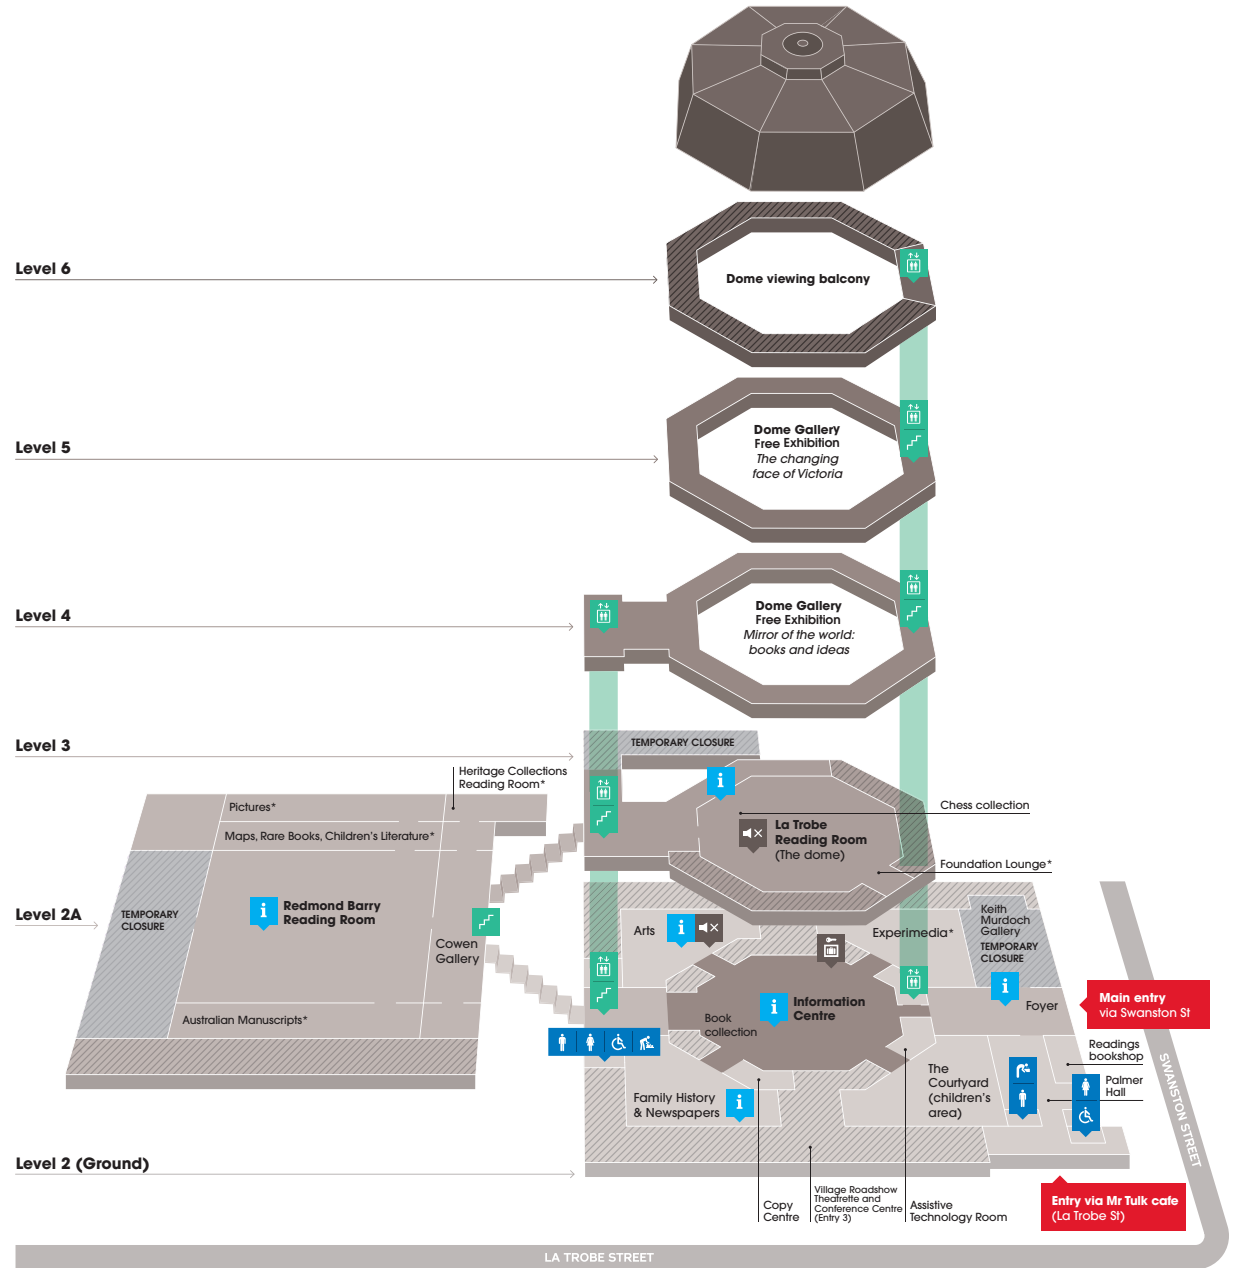 Level 6
Dome viewing balcony
Level 5
Dome Gallery
Free Exhibition
The changing
face of Victoria
Level 4
Dome Gallery
Free Exhibition
Mirror of the world:
books and ideas
Level 3
TEMPORARY CLOSURE
Heritage Collections
Reading Room*
Pictures*
Maps, Rare Books, Children's Literature*
i
Chess collection
La Trobe
Reading Room
(The dome)
Foundation Lounge*
Level 2A
TEMPORARY
CLOSURE
i
Redmond Barry
Reading Room
Cowen
Gallery
Australian Manuscripts*
Arts
i
Experimedia*
Keith
Murdoch
Gallery
TEMPORARY
CLOSURE
i
Foyer
Main entry
via Swanston St
i
Information
Centre
Book
collection
Readings
bookshop
Palmer
Hall
The
Courtyard
(children's
area)
Family History
& Newspapers
i
SWANSTON STREET
Level 2 (Ground)
Copy
Centre
Village Roadshow
Theatrette and
Conference Centre
(Entry 3)
Assistive
Technology Room
Entry via Mr Tulk cafe
(La Trobe St)
LA TROBE STREET